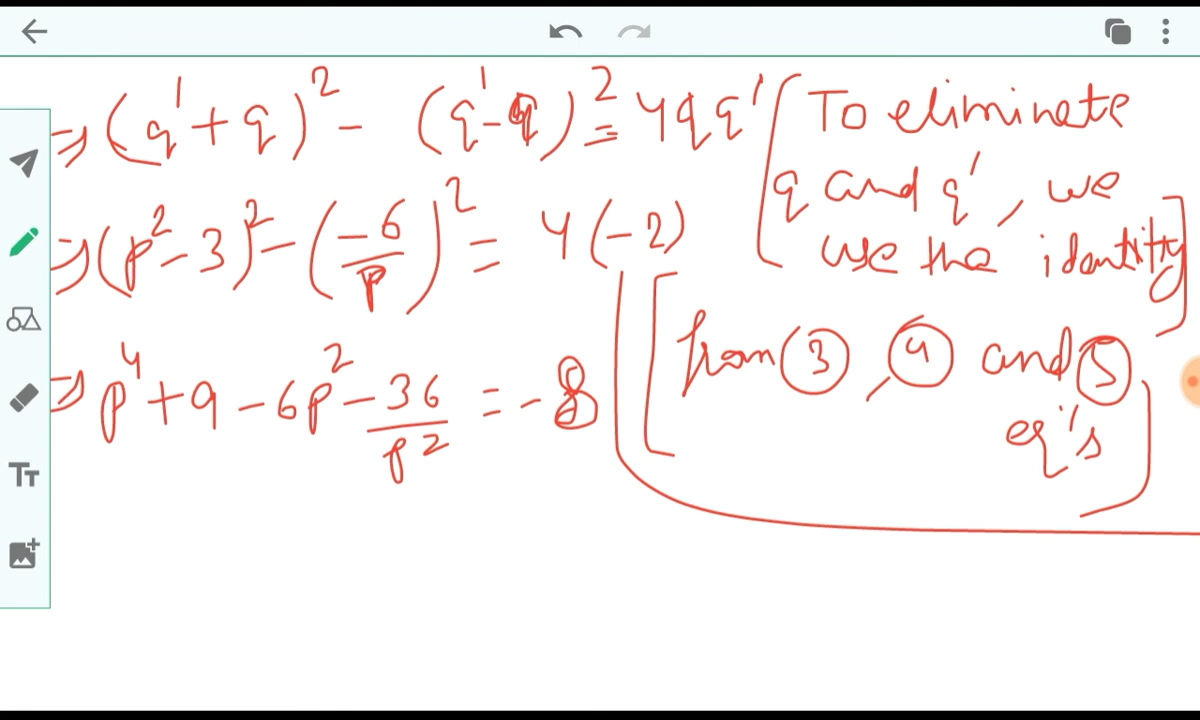 ⇒ (q' + q)² - (q' - q)² = 4qq' [To eliminate
q and q', we
use the identity]
⇒ (p² - 3)² - (-6/p)² = 4(-2)
[from ③, ④ and ⑤
eq's]
⇒ p⁴ + 9 - 6p² - 36/p² = -8
TT